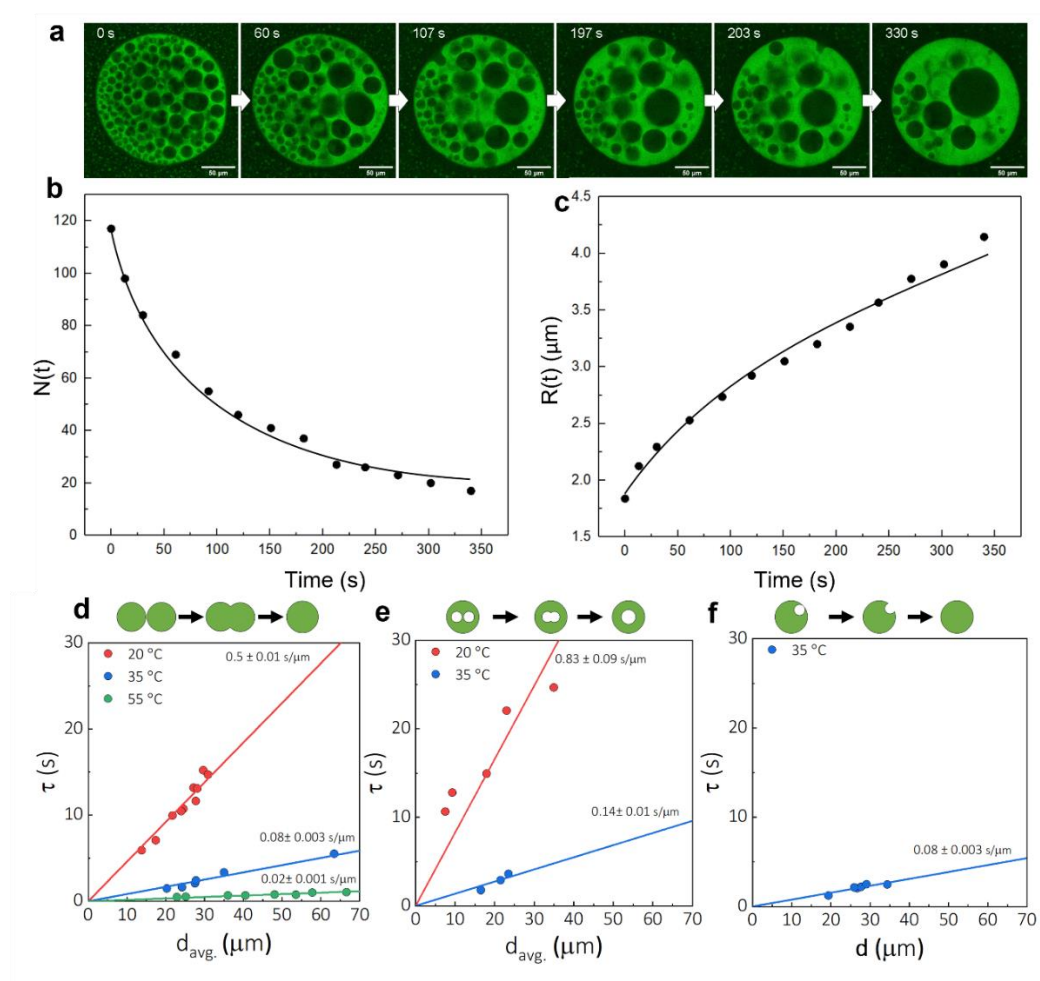 a
0 s 60 s 107 s 197 s 203 s 330 s
50 µm 50 µm 50 µm 50 µm 50 µm 50 µm
b
120
100
80
60
40
20
0
N(t)
0 50 100 150 200 250 300 350
Time (s)
c
4.5
4.0
3.5
3.0
2.5
2.0
1.5
R(t) (µm)
0 50 100 150 200 250 300 350
Time (s)
d
30
20
10
0
τ (s)
20 °C
35 °C
55 °C
0.5 ± 0.01 s/µm
0.08± 0.003 s/µm
0.02± 0.001 s/µm
0 10 20 30 40 50 60 70
davg. (µm)
e
30
20
10
0
τ (s)
20 °C
35 °C
0.83 ± 0.09 s/µm
0.14± 0.01 s/µm
0 10 20 30 40 50 60 70
davg. (µm)
f
30
20
10
0
τ (s)
35 °C
0.08 ± 0.003 s/µm
0 10 20 30 40 50 60 70
d (µm)